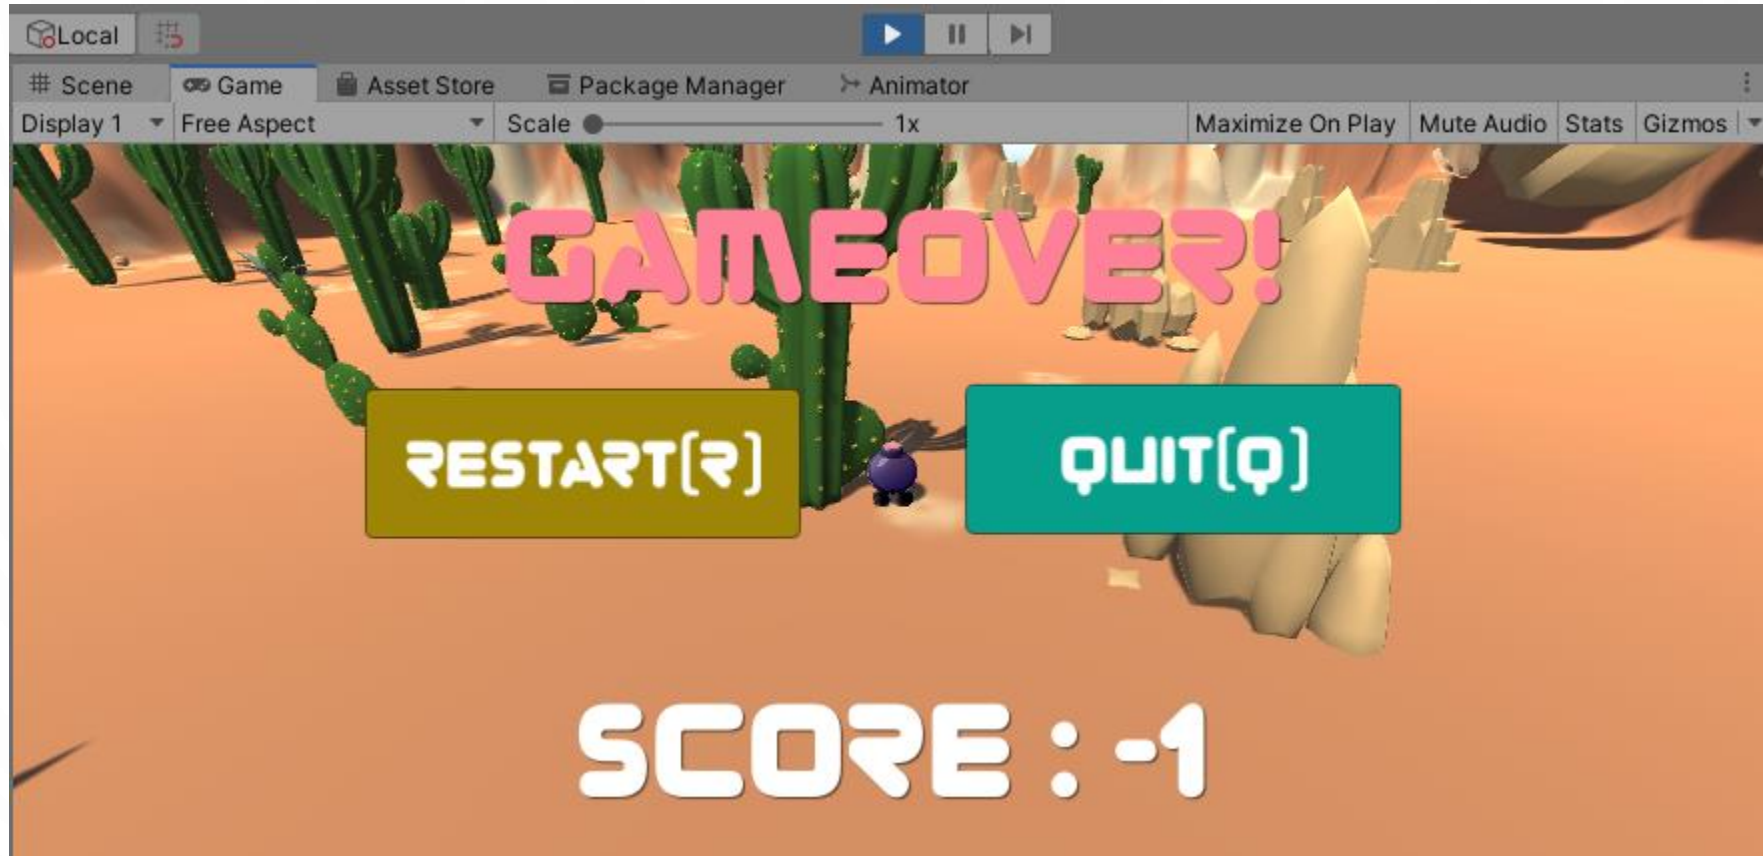 Local
Scene Game Asset Store Package Manager Animator
Display 1 Free Aspect Scale 1x Maximize On Play Mute Audio Stats Gizmos
GAMEOVER!
RESTART(R) QUIT(Q)
SCORE : -1